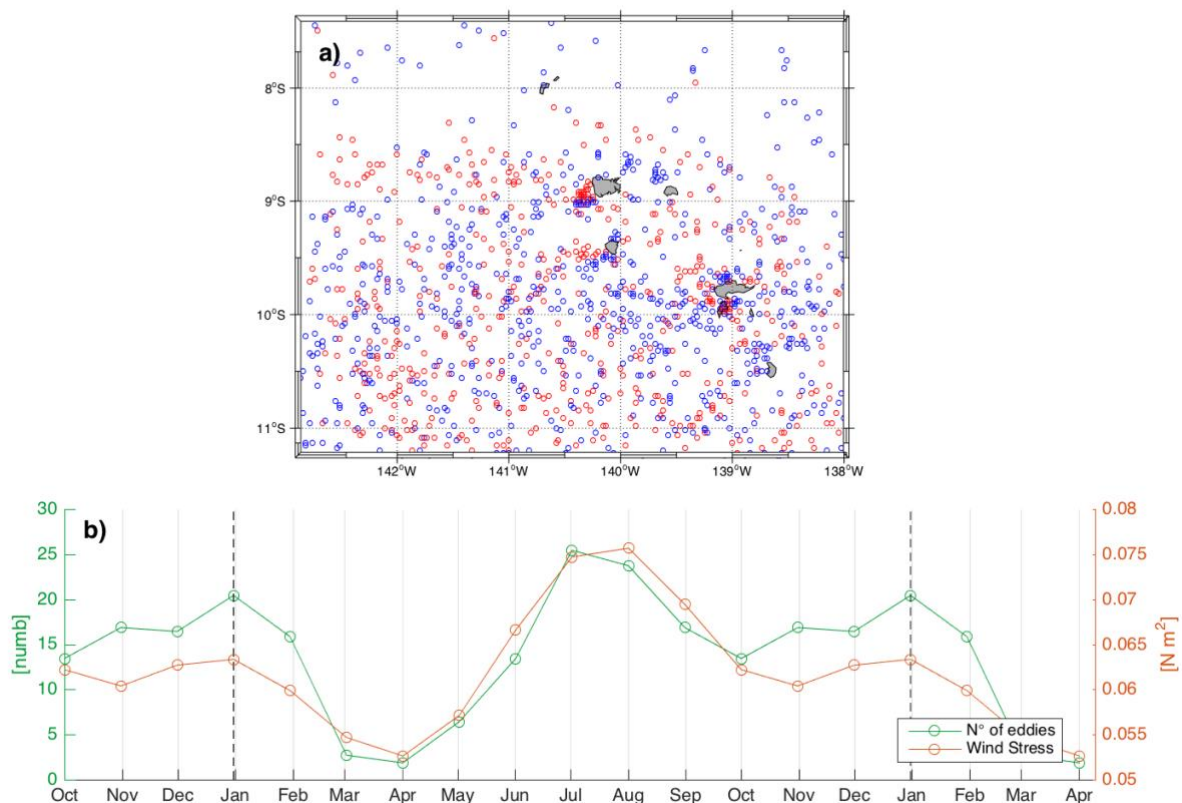 a)
8°S
9°S
10°S
11°S
142°W 141°W 140°W 139°W 138°W
b)
30
25
20
15
10
5
0
[numb]
0.08
0.075
0.07
0.065
0.06
0.055
0.05
[N m²]
N° of eddies
Wind Stress
Oct Nov Dec Jan Feb Mar Apr May Jun Jul Aug Sep Oct Nov Dec Jan Feb Mar Apr